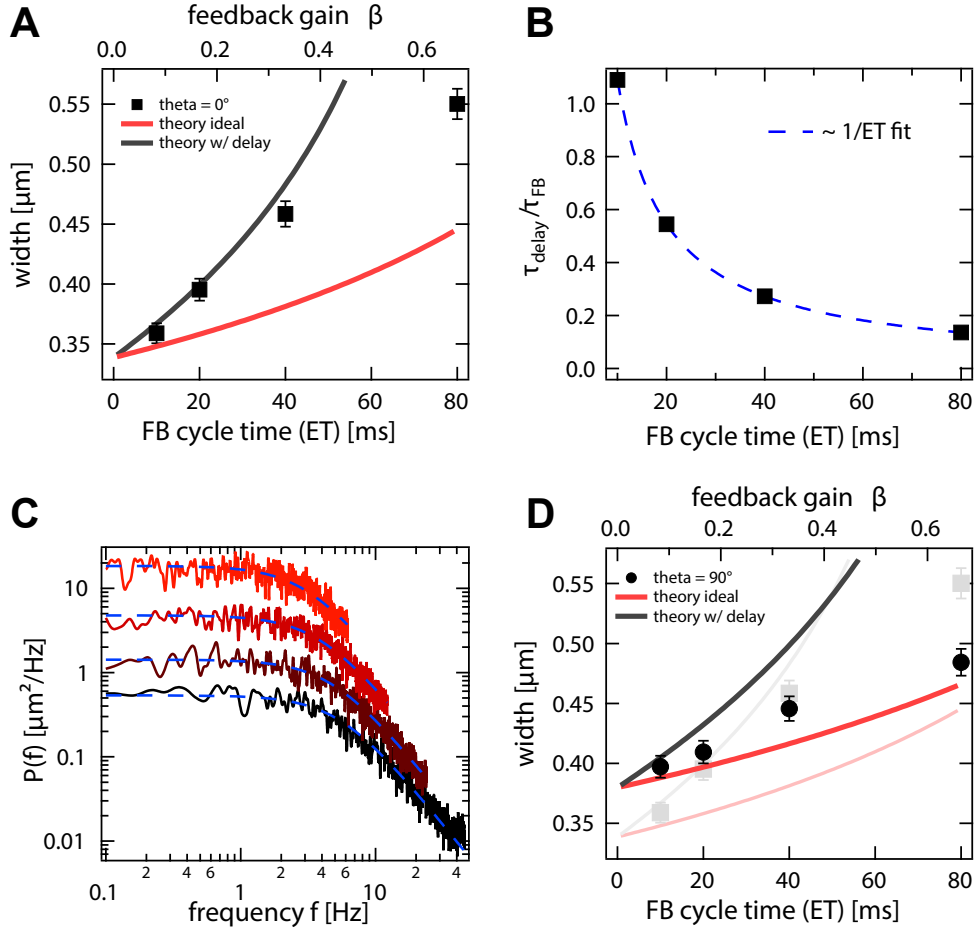 A
feedback gain β
0.0 0.2 0.4 0.6
width [µm]
0.55
0.50
0.45
0.40
0.35
theta = 0°
theory ideal
theory w/ delay
0 20 40 60 80
FB cycle time (ET) [ms]
B
τdelay/τFB
1.0
0.8
0.6
0.4
0.2
0.0
~ 1/ET fit
20 40 60 80
FB cycle time (ET) [ms]
C
P(f) [µm²/Hz]
10
1
0.1
0.01
0.1 2 4 6 1 2 4 6 10 2 4
frequency f [Hz]
D
feedback gain β
0.0 0.2 0.4 0.6
width [µm]
0.55
0.50
0.45
0.40
0.35
theta = 90°
theory ideal
theory w/ delay
0 20 40 60 80
FB cycle time (ET) [ms]